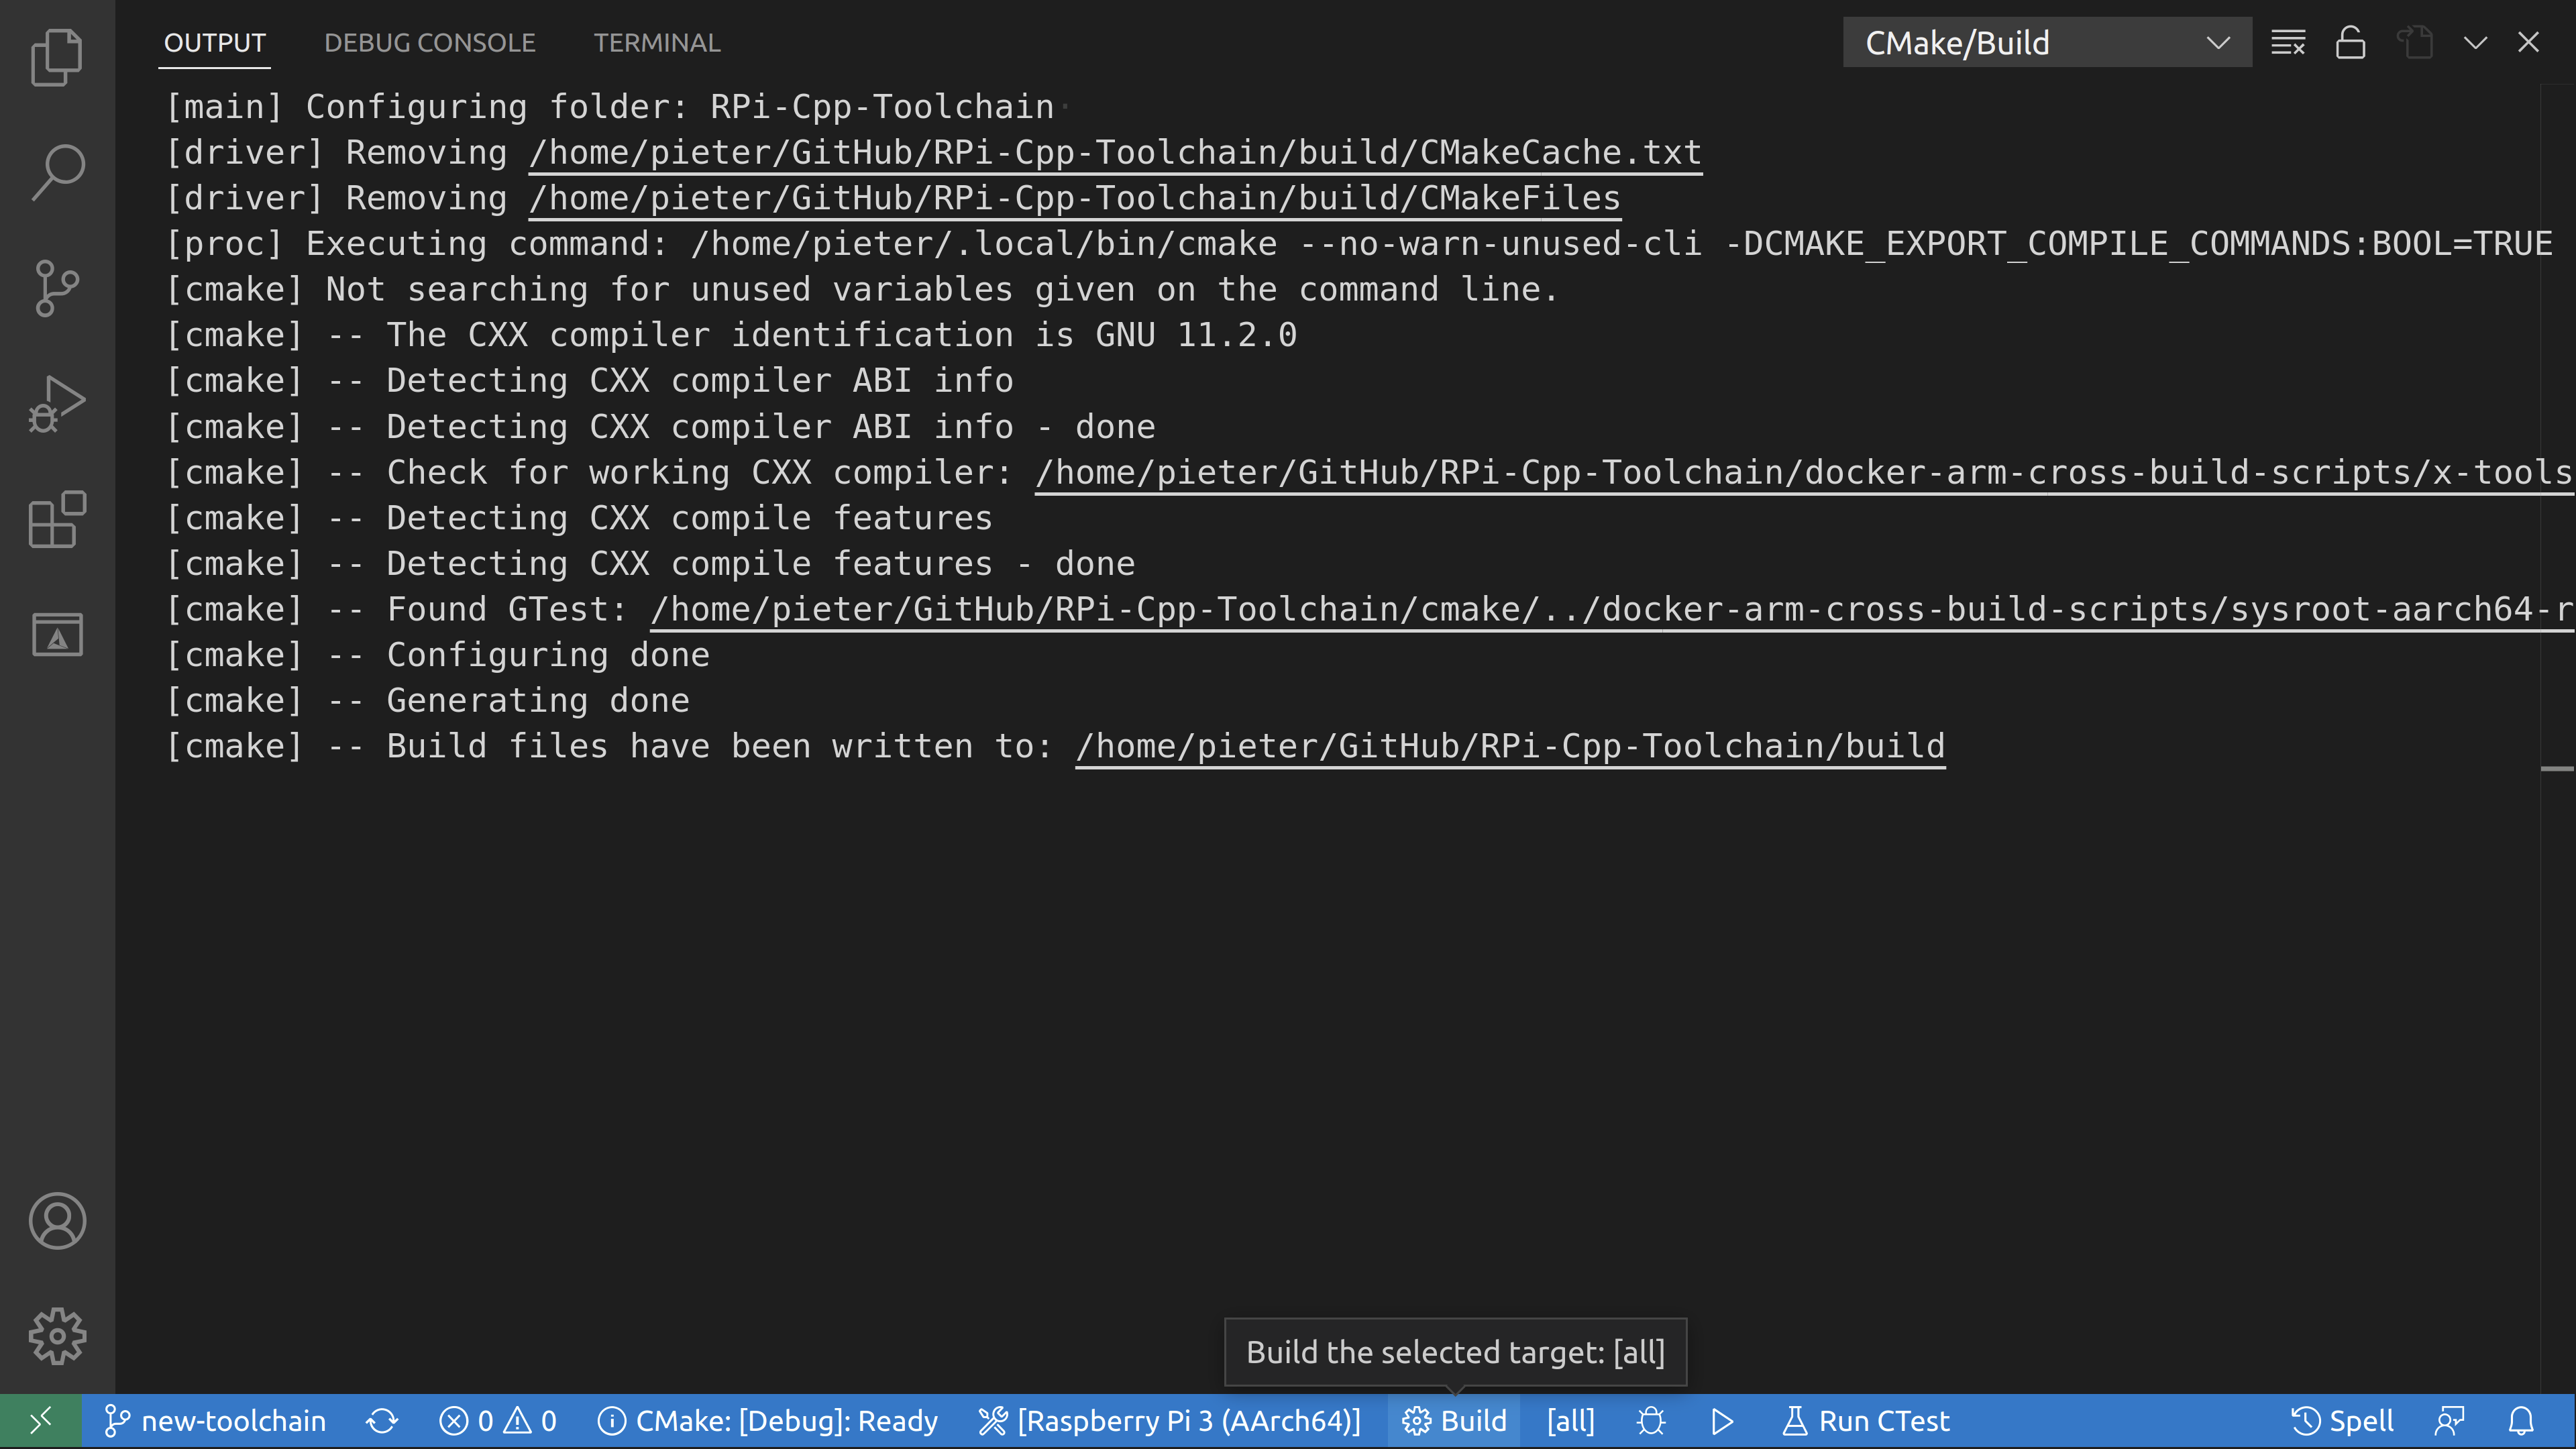 OUTPUT DEBUG CONSOLE TERMINAL CMake/Build
[main] Configuring folder: RPi-Cpp-Toolchain
[driver] Removing /home/pieter/GitHub/RPi-Cpp-Toolchain/build/CMakeCache.txt
[driver] Removing /home/pieter/GitHub/RPi-Cpp-Toolchain/build/CMakeFiles
[proc] Executing command: /home/pieter/.local/bin/cmake --no-warn-unused-cli -DCMAKE_EXPORT_COMPILE_COMMANDS:BOOL=TRUE
[cmake] Not searching for unused variables given on the command line.
[cmake] -- The CXX compiler identification is GNU 11.2.0
[cmake] -- Detecting CXX compiler ABI info
[cmake] -- Detecting CXX compiler ABI info - done
[cmake] -- Check for working CXX compiler: /home/pieter/GitHub/RPi-Cpp-Toolchain/docker-arm-cross-build-scripts/x-tools
[cmake] -- Detecting CXX compile features
[cmake] -- Detecting CXX compile features - done
[cmake] -- Found GTest: /home/pieter/GitHub/RPi-Cpp-Toolchain/cmake/../docker-arm-cross-build-scripts/sysroot-aarch64-r
[cmake] -- Configuring done
[cmake] -- Generating done
[cmake] -- Build files have been written to: /home/pieter/GitHub/RPi-Cpp-Toolchain/build
Build the selected target: [all]
new-toolchain 0 0 CMake: [Debug]: Ready [Raspberry Pi 3 (AArch64)] Build [all] Run CTest Spell